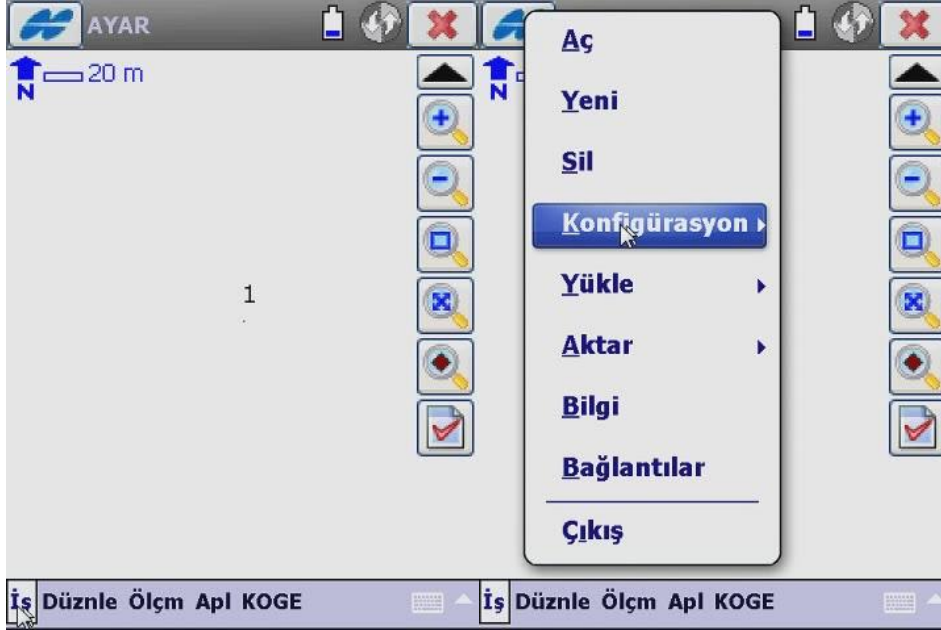 AYAR
20 m
N
1
İş Düznle Ölçm Apl KOGE
N
Aç
Yeni
Sil
Konfigürasyon
Yükle
Aktar
Bilgi
Bağlantılar
Çıkış
İş Düznle Ölçm Apl KOGE